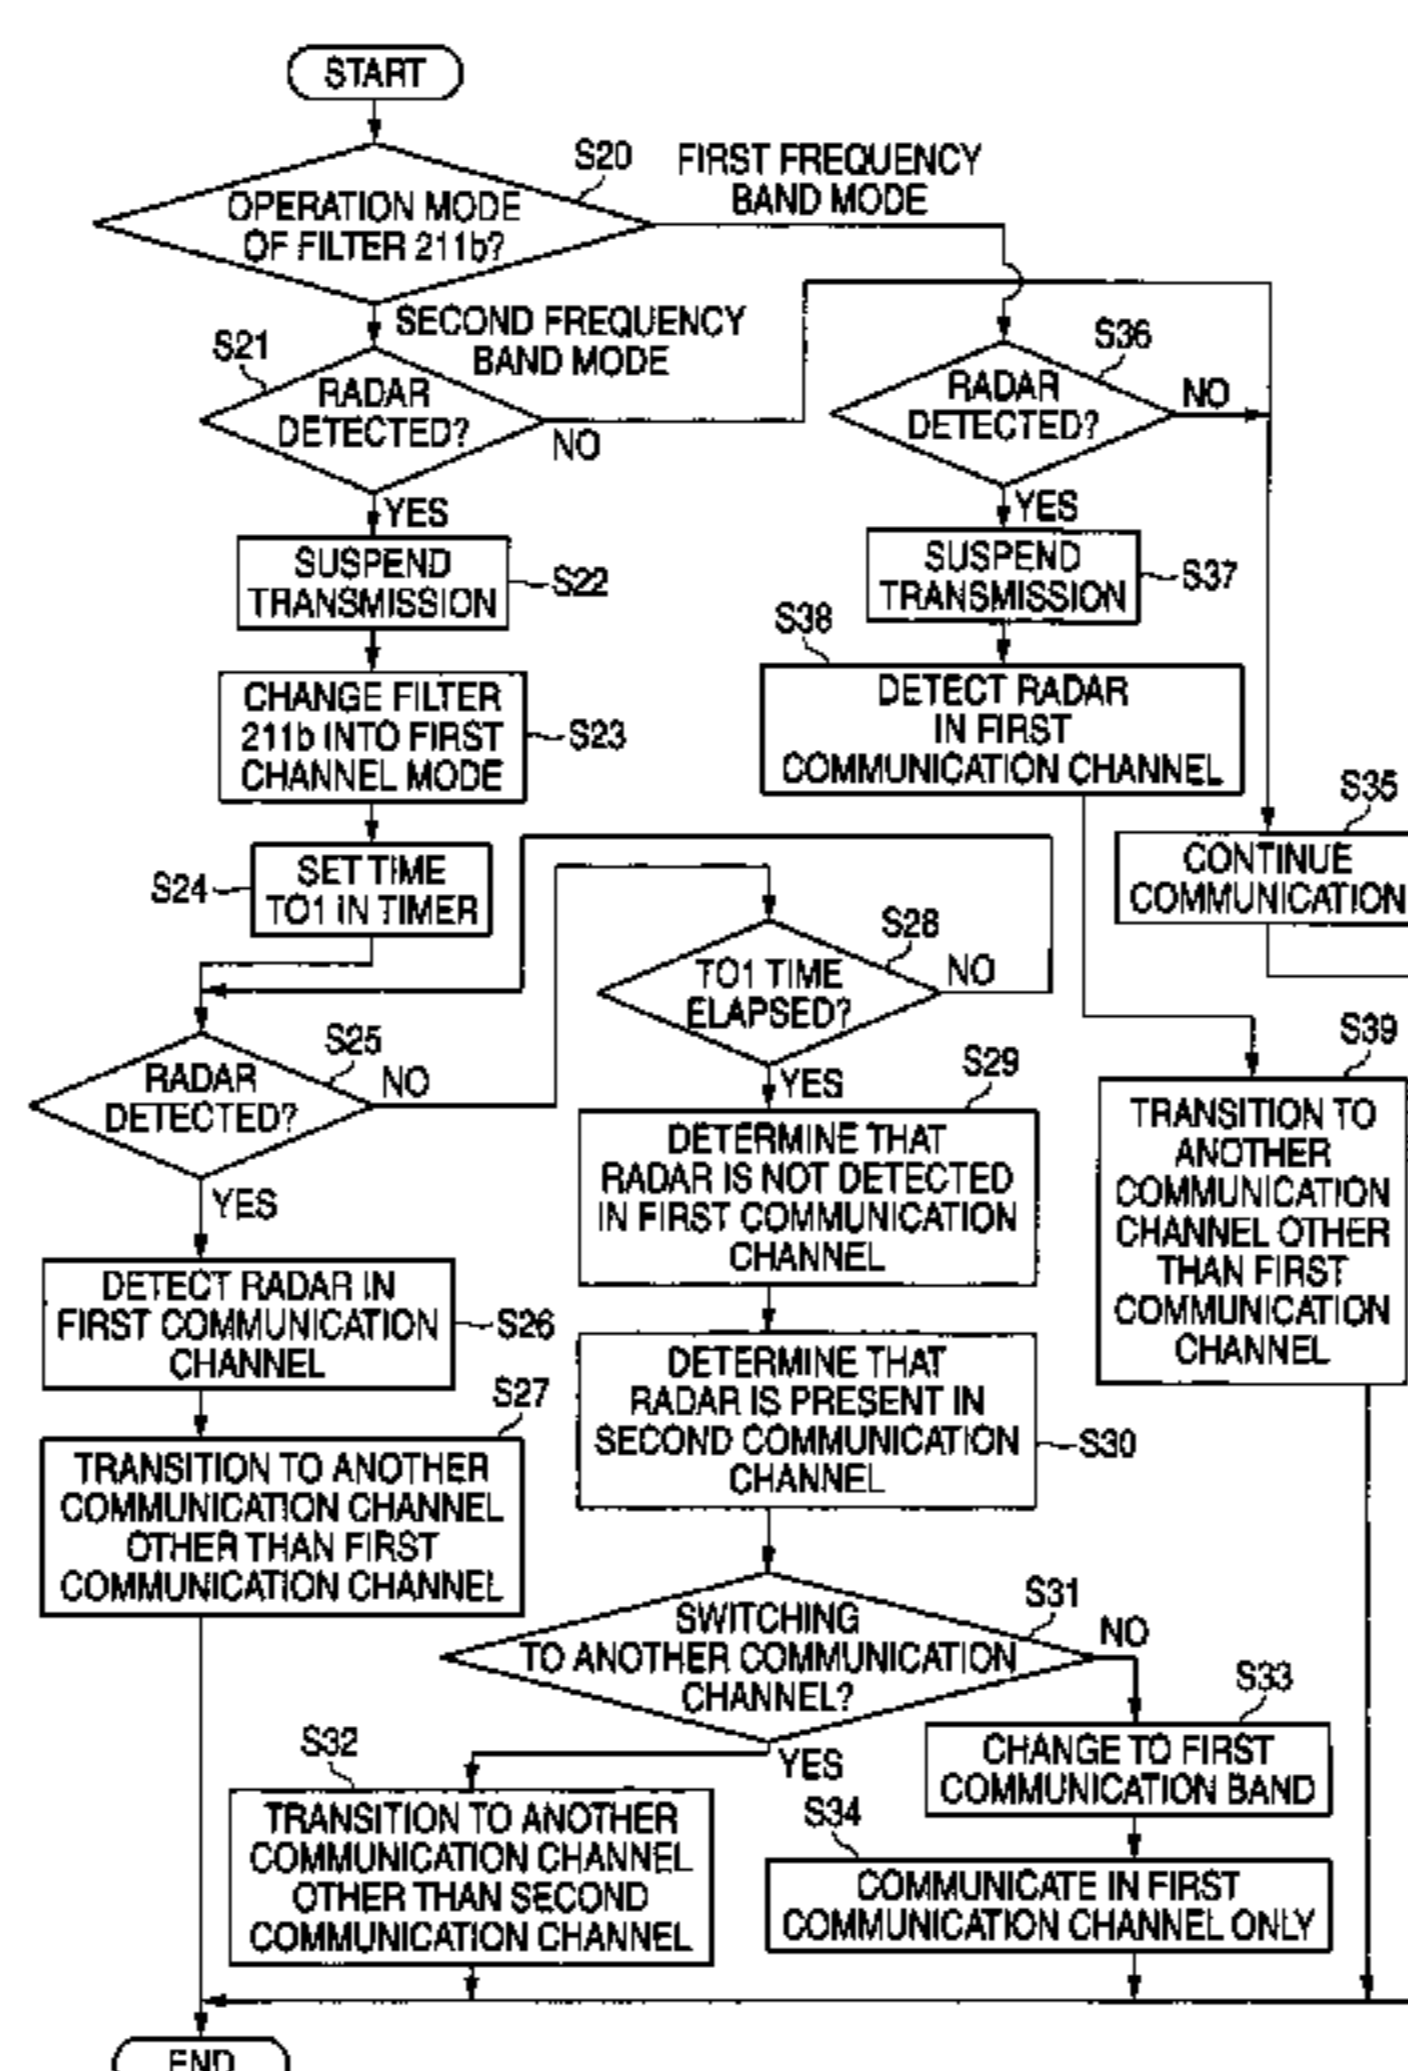 START
S20
FIRST FREQUENCY
BAND MODE
OPERATION MODE
OF FILTER 211b?
SECOND FREQUENCY
BAND MODE
S21
RADAR
DETECTED?
NO
YES
S36
RADAR
DETECTED?
NO
YES
SUSPEND
TRANSMISSION
S22
SUSPEND
TRANSMISSION
S37
S38
DETECT RADAR
IN FIRST
COMMUNICATION CHANNEL
CHANGE FILTER
211b INTO FIRST
CHANNEL MODE
S23
S35
CONTINUE
COMMUNICATION
S24
SET TIME
TO1 IN TIMER
S28
TO1 TIME
ELAPSED?
NO
YES
S25
RADAR
DETECTED?
NO
YES
S29
DETERMINE THAT
RADAR IS NOT DETECTED
IN FIRST COMMUNICATION
CHANNEL
S39
TRANSITION TO
ANOTHER
COMMUNICATION
CHANNEL OTHER
THAN FIRST
COMMUNICATION
CHANNEL
DETECT RADAR IN
FIRST COMMUNICATION
CHANNEL
S26
DETERMINE THAT
RADAR IS PRESENT IN
SECOND COMMUNICATION
CHANNEL
S30
S27
TRANSITION TO ANOTHER
COMMUNICATION CHANNEL
OTHER THAN FIRST
COMMUNICATION CHANNEL
S31
SWITCHING
TO ANOTHER COMMUNICATION
CHANNEL?
NO
YES
S33
CHANGE TO FIRST
COMMUNICATION BAND
S32
TRANSITION TO ANOTHER
COMMUNICATION CHANNEL
OTHER THAN SECOND
COMMUNICATION CHANNEL
S34
COMMUNICATE IN FIRST
COMMUNICATION CHANNEL ONLY
END